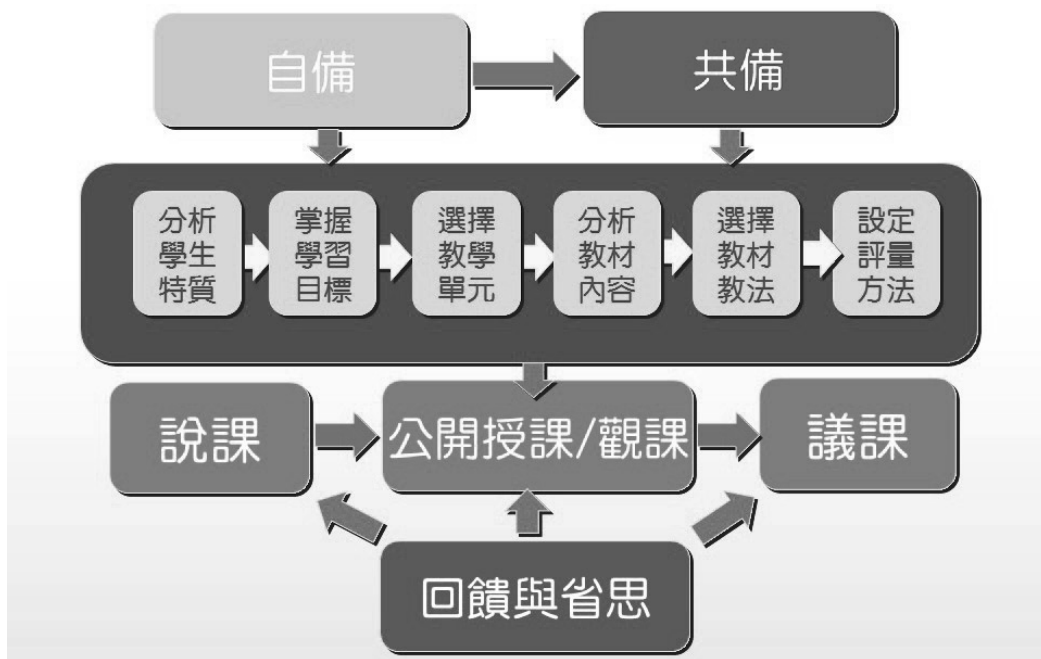 自備
共備
分析
學生
特質
掌握
學習
目標
選擇
教學
單元
分析
教材
內容
選擇
教材
教法
設定
評量
方法
說課
公開授課/觀課
議課
回饋與省思